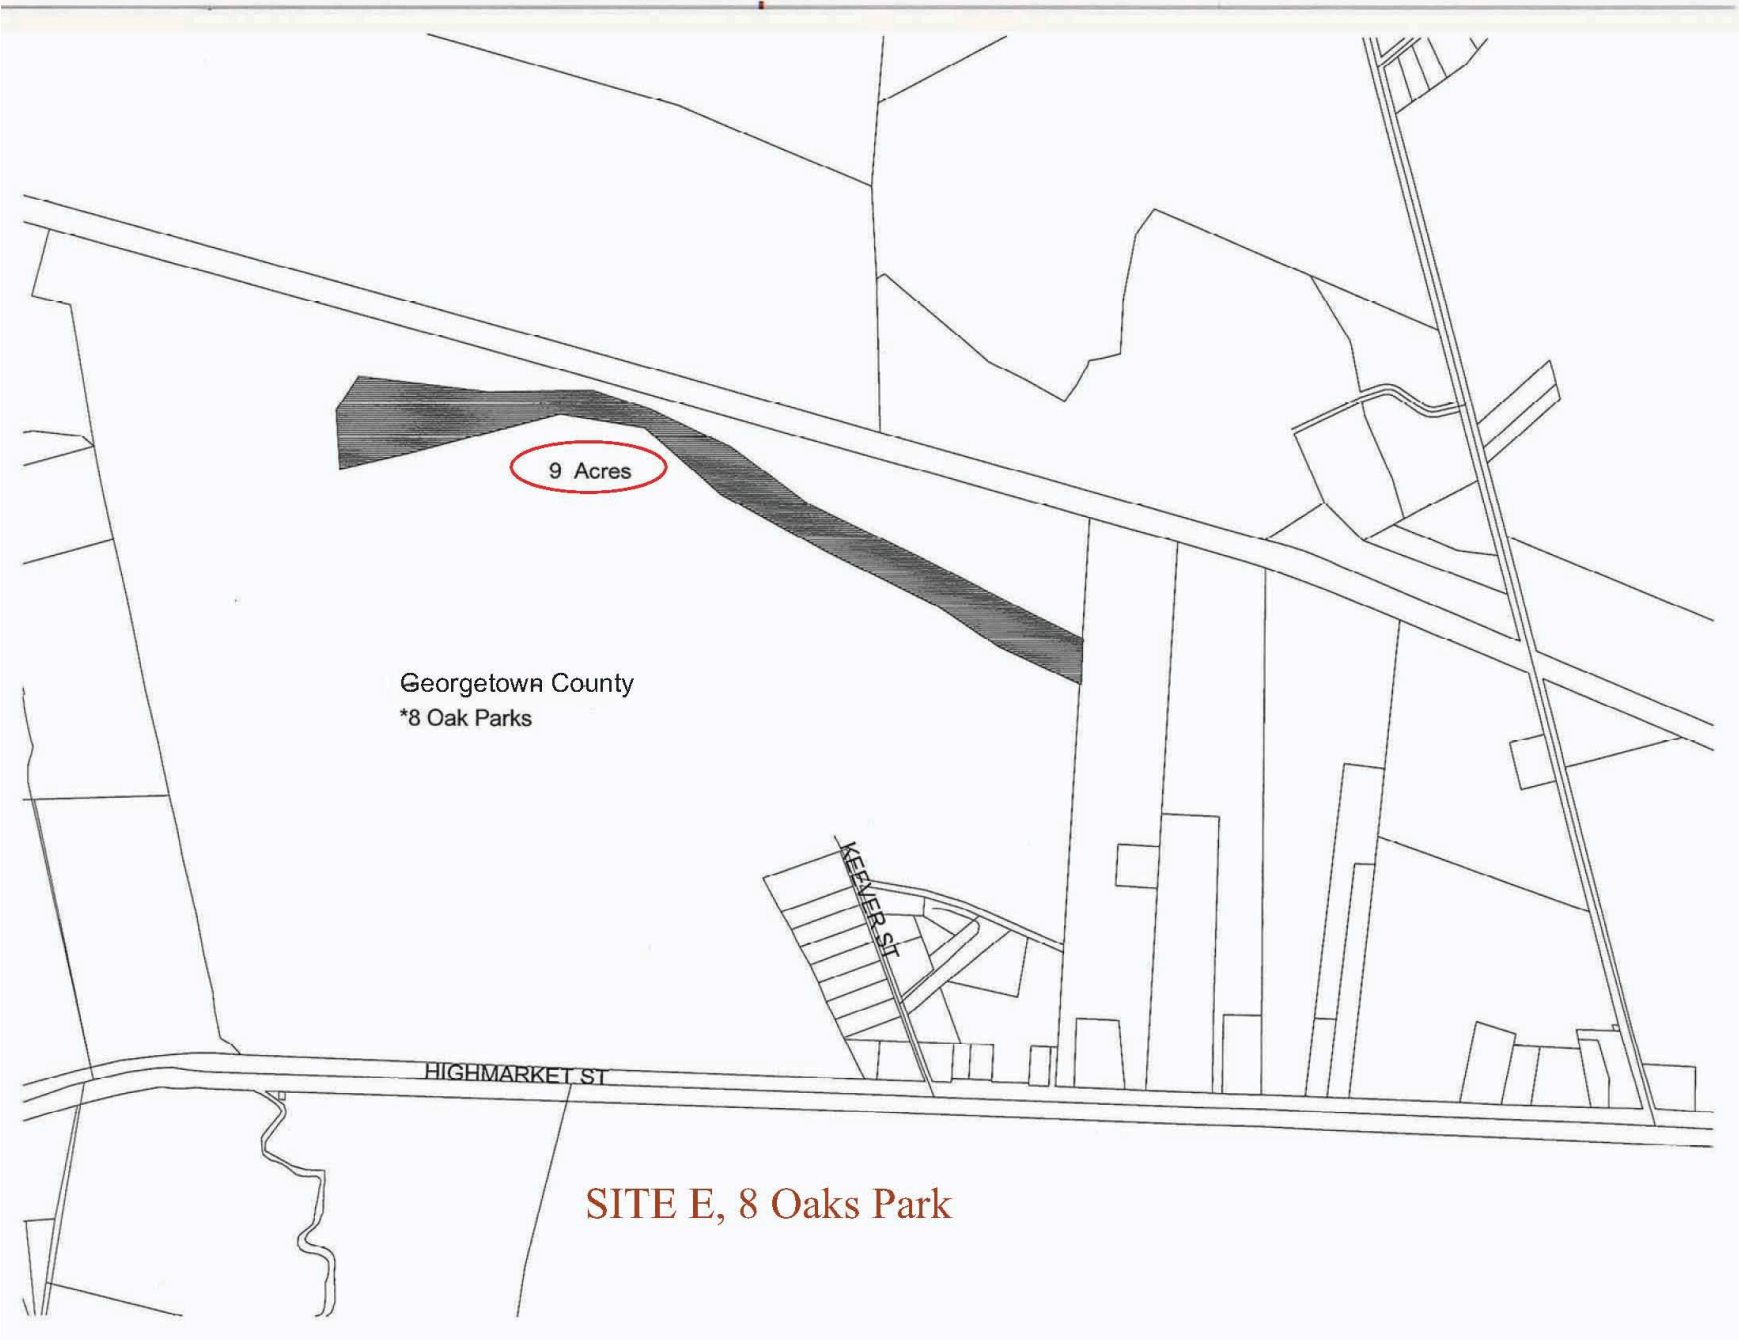 9 Acres
Georgetown County
*8 Oak Parks
KEEVER ST
HIGHMARKET ST
SITE E, 8 Oaks Park